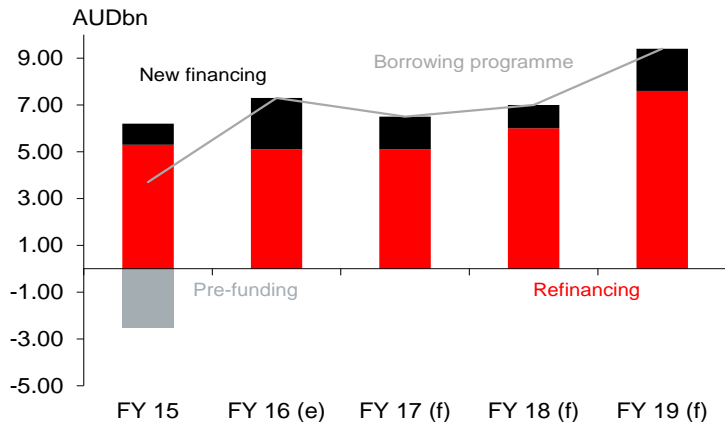 AUDbn
9.00
7.00
5.00
3.00
1.00
-1.00
-3.00
-5.00
New financing
Borrowing programme
Pre-funding
Refinancing
FY 15 FY 16 (e) FY 17 (f) FY 18 (f) FY 19 (f)